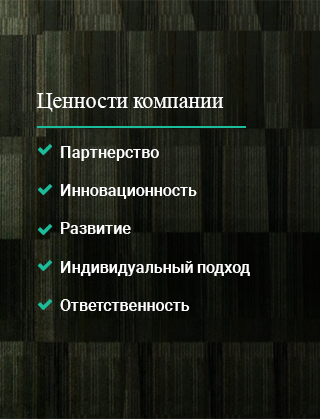 Ценности компании
Партнерство
Инновационность
Развитие
Индивидуальный подход
Ответственность